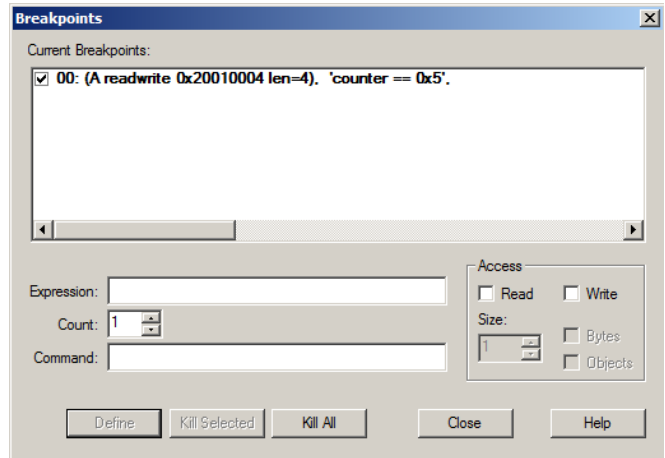 Breakpoints
Current Breakpoints:
00: (A readwrite 0x20010004 len=4),  'counter == 0x5',
Expression:
Count: 1
Command:
Access
Read Write
Size:
1
Bytes
Objects
Define Kill Selected Kill All Close Help